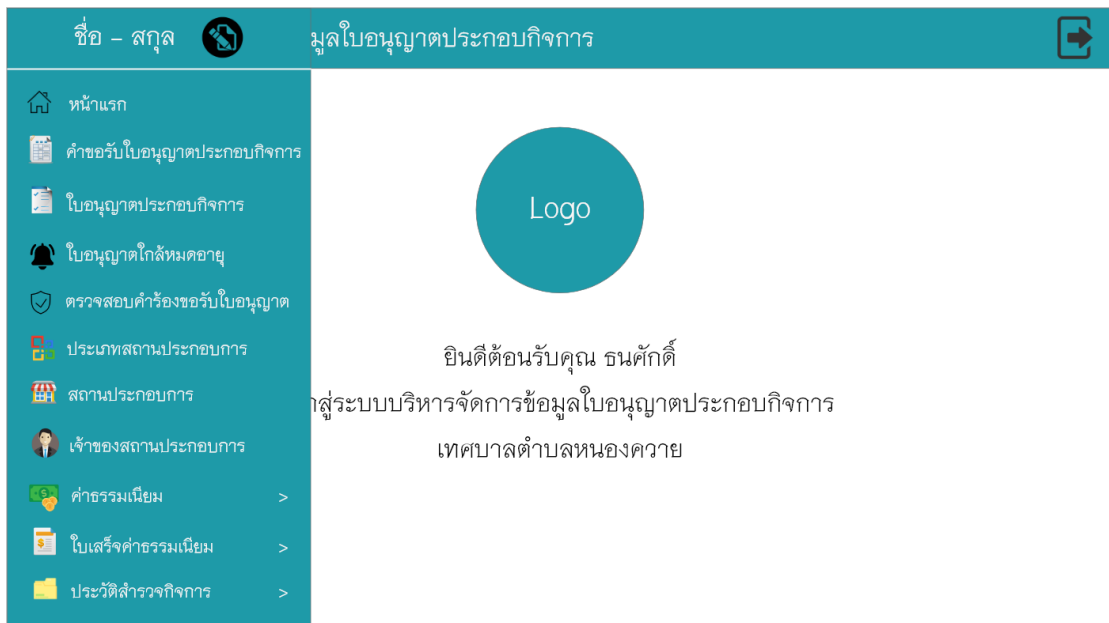 ชื่อ – สกุล
มูลใบอนุญาตประกอบกิจการ
หน้าแรก
คำขอรับใบอนุญาตประกอบกิจการ
ใบอนุญาตประกอบกิจการ
ใบอนุญาตใกล้หมดอายุ
ตรวจสอบคำร้องขอรับใบอนุญาต
ประเภทสถานประกอบการ
สถานประกอบการ
เจ้าของสถานประกอบการ
ค่าธรรมเนียม >
ใบเสร็จค่าธรรมเนียม >
ประวัติสำรวจกิจการ >
Logo
ยินดีต้อนรับคุณ ธนศักดิ์
าสู่ระบบบริหารจัดการข้อมูลใบอนุญาตประกอบกิจการ
เทศบาลตำบลหนองควาย